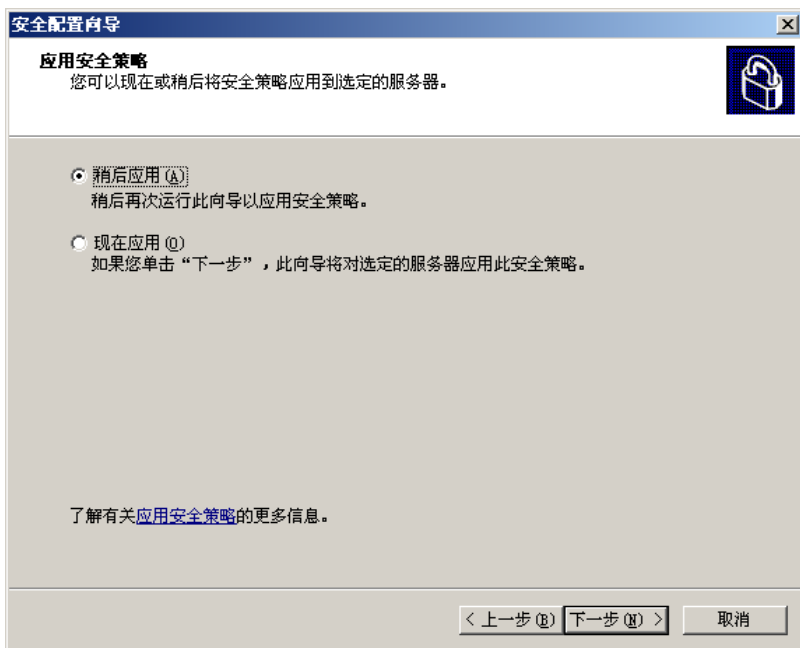 安全配置向导
应用安全策略
您可以现在或稍后将安全策略应用到选定的服务器。
稍后应用(A)
稍后再次运行此向导以应用安全策略。
现在应用(O)
如果您单击“下一步”，此向导将对选定的服务器应用此安全策略。
了解有关应用安全策略的更多信息。
< 上一步(B) 下一步(N) > 取消